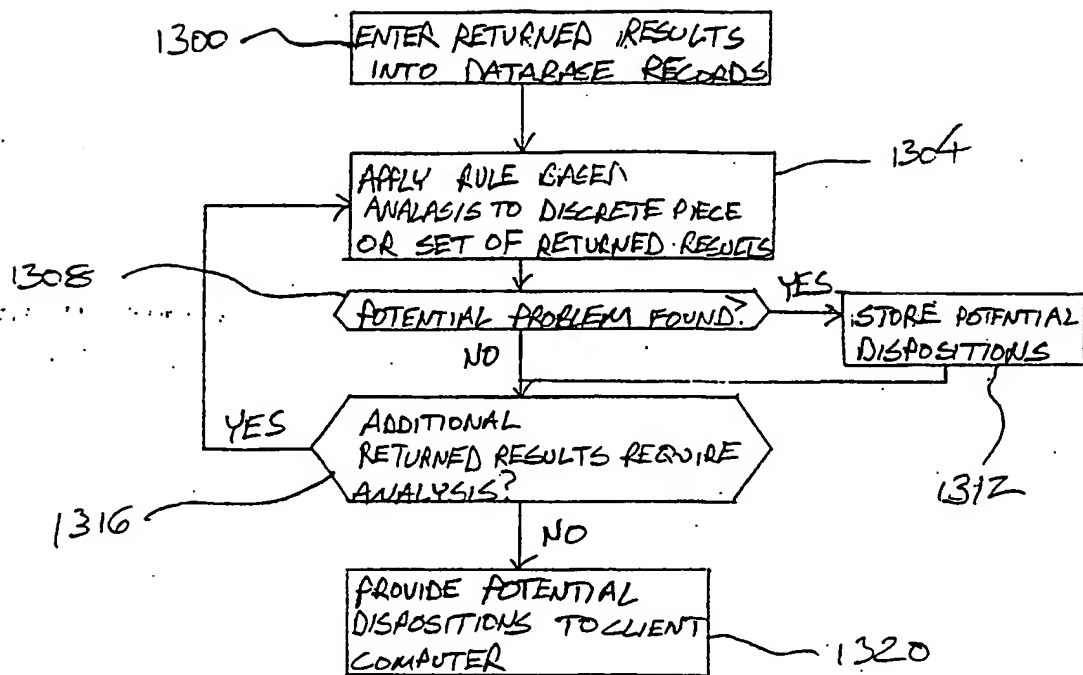 1300
ENTER RETURNED RESULTS
INTO DATABASE RECORDS
1304
APPLY RULE BASED
ANALASIS TO DISCRETE PIECE
OR SET OF RETURNED RESULTS
1308
POTENTIAL PROBLEM FOUND?
YES
STORE POTENTIAL
DISPOSITIONS
NO
1312
YES
ADDITIONAL
RETURNED RESULTS REQUIRE
ANALYSIS?
1316
NO
PROVIDE POTENTIAL
DISPOSITIONS TO CLIENT
COMPUTER
1320